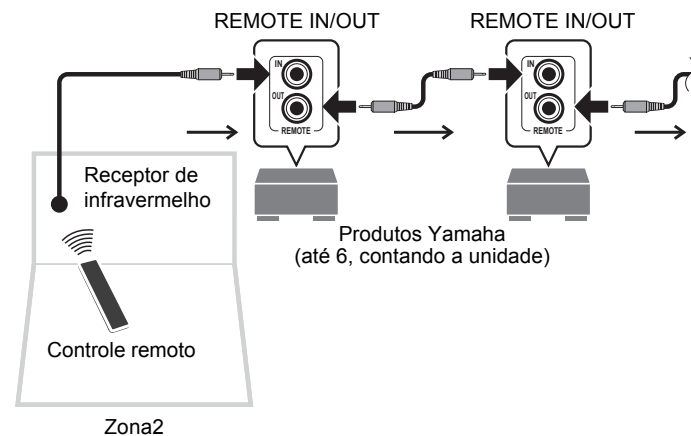 REMOTE IN/OUT
REMOTE IN/OUT
IN
OUT
REMOTE
IN
OUT
REMOTE
Receptor de
infravermelho
Produtos Yamaha
(até 6, contando a unidade)
Controle remoto
Zona2